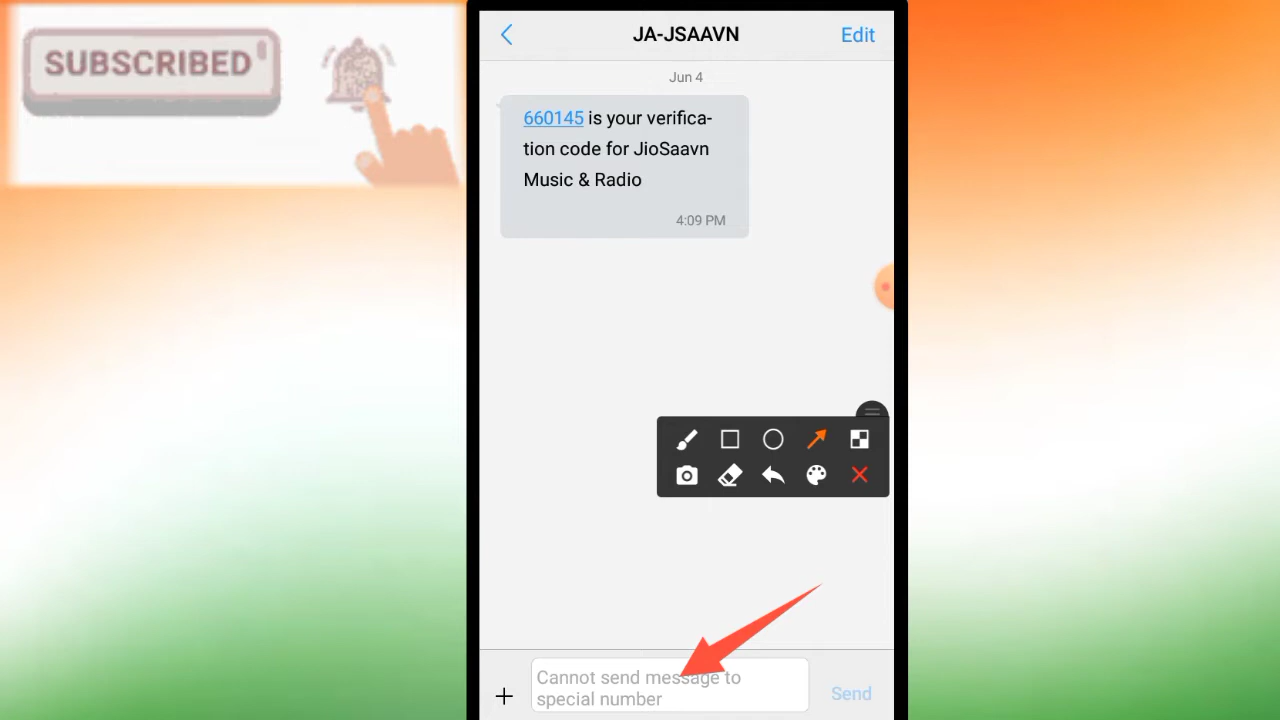 SUBSCRIBED
JA-JSAAVN
Edit
Jun 4
660145 is your verifica-
tion code for JioSaavn
Music & Radio
4:09 PM
Cannot send message to
special number
Send